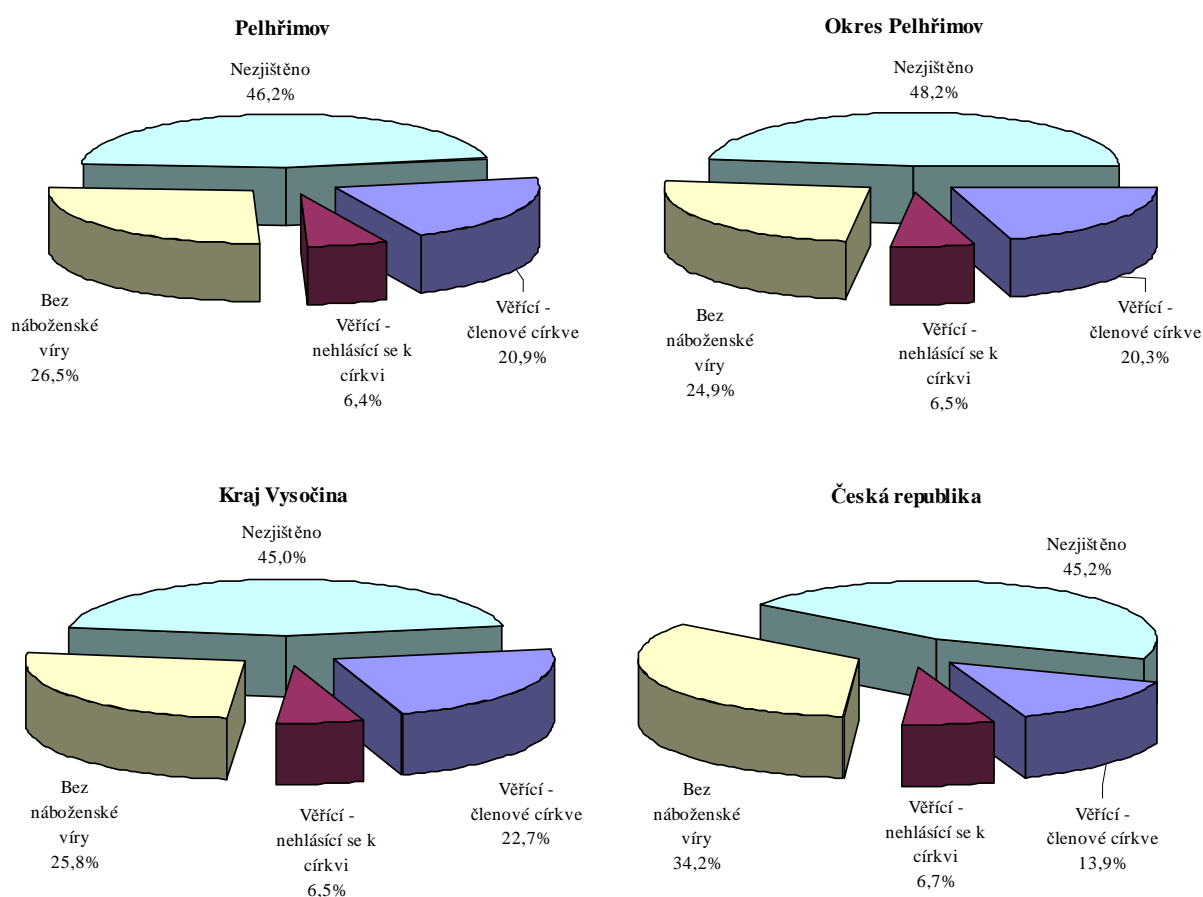 Pelhřimov
Nezjištěno
46,2%
Bez
náboženské
víry
26,5%
Věřící -
nehlásící se k
církvi
6,4%
Věřící -
členové církve
20,9%
Okres Pelhřimov
Nezjištěno
48,2%
Bez
náboženské
víry
24,9%
Věřící -
nehlásící se k
církvi
6,5%
Věřící -
členové církve
20,3%
Kraj Vysočina
Nezjištěno
45,0%
Bez
náboženské
víry
25,8%
Věřící -
nehlásící se k
církvi
6,5%
Věřící -
členové církve
22,7%
Česká republika
Nezjištěno
45,2%
Bez
náboženské
víry
34,2%
Věřící -
nehlásící se k
církvi
6,7%
Věřící -
členové církve
13,9%